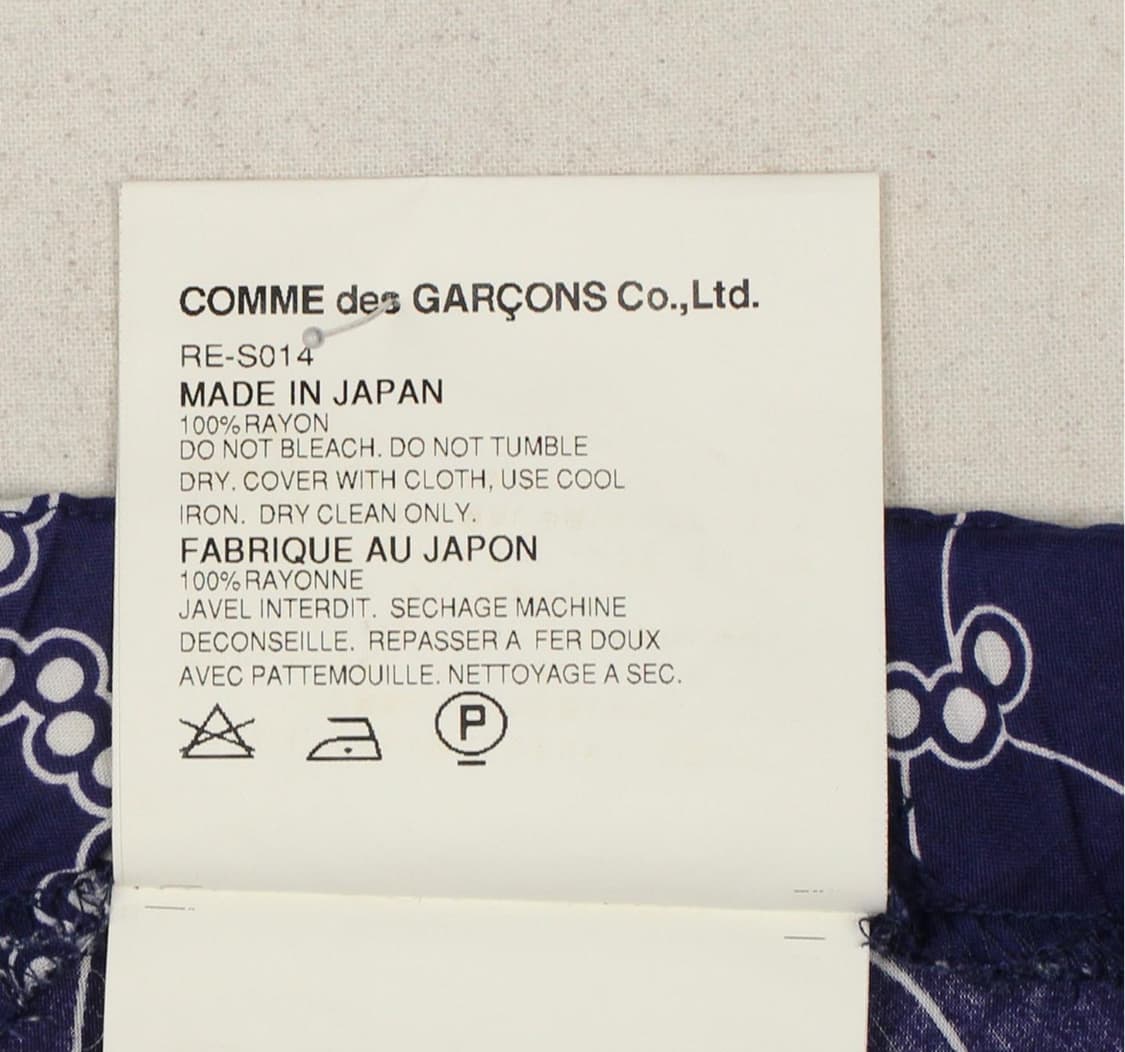 COMME des GARÇONS Co.,Ltd.
RE-S014
MADE IN JAPAN
100%RAYON
DO NOT BLEACH. DO NOT TUMBLE
DRY. COVER WITH CLOTH, USE COOL
IRON. DRY CLEAN ONLY.
FABRIQUE AU JAPON
100%RAYONNE
JAVEL INTERDIT. SECHAGE MACHINE
DECONSEILLE. REPASSER A FER DOUX
AVEC PATTEMOUILLE. NETTOYAGE A SEC.
P